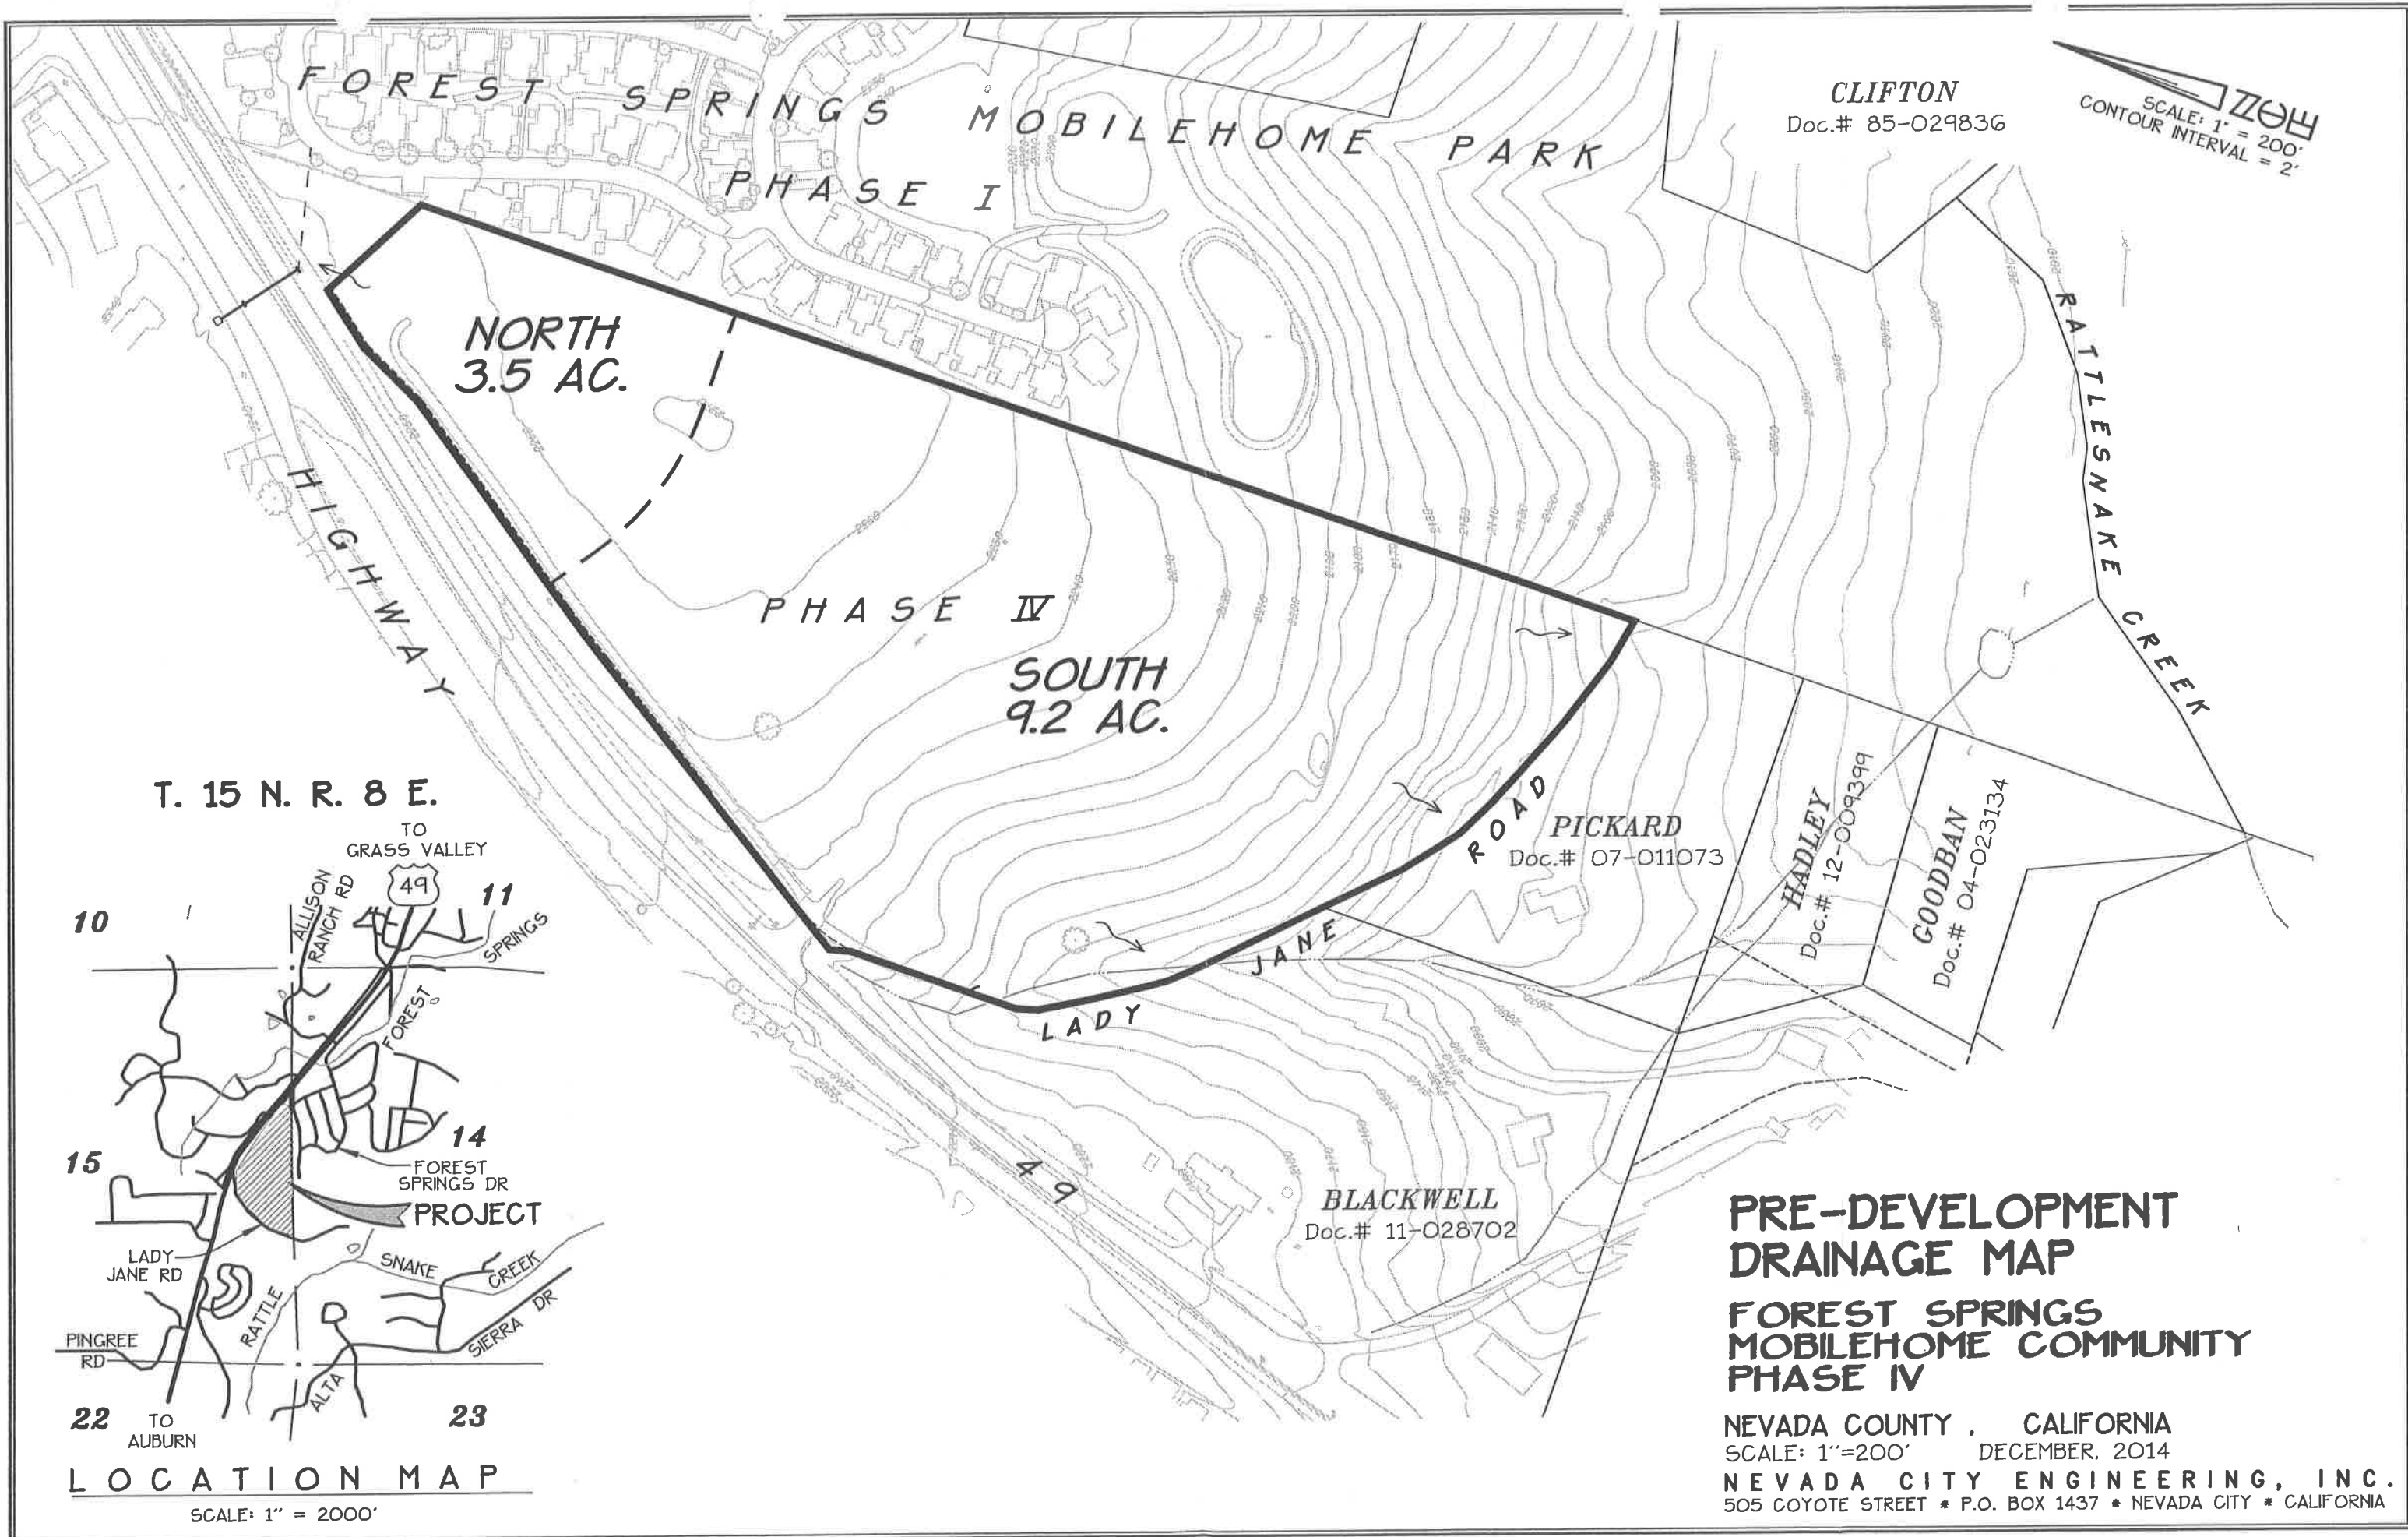 FOREST SPRINGS MOBILEHOME PARK
PHASE I
CLIFTON
Doc.# 85-029836
SCALE: 1" = 200'
CONTOUR INTERVAL = 2'
NORTH
3.5 AC.
HIGHWAY
PHASE IV
SOUTH
9.2 AC.
RATTLESNAKE CREEK
LADY JANE ROAD
PICKARD
Doc.# 07-011073
HADLEY
Doc.# 12-009399
GOODBAN
Doc.# 04-023134
49
BLACKWELL
Doc.# 11-028702
T. 15 N. R. 8 E.
TO
GRASS VALLEY
49
ALLISON
RANCH RD
10
11
SPRINGS
FOREST
14
15
FOREST
SPRINGS DR
PROJECT
LADY
JANE RD
RATTLE
SNAKE
CREEK
PINGREE
RD
ALTA
SIERRA DR
22
TO
AUBURN
23
LOCATION MAP
SCALE: 1" = 2000'
PRE-DEVELOPMENT
DRAINAGE MAP
FOREST SPRINGS
MOBILEHOME COMMUNITY
PHASE IV
NEVADA COUNTY , CALIFORNIA
SCALE: 1''=200' DECEMBER, 2014
NEVADA CITY ENGINEERING, INC.
505 COYOTE STREET * P.O. BOX 1437 * NEVADA CITY * CALIFORNIA